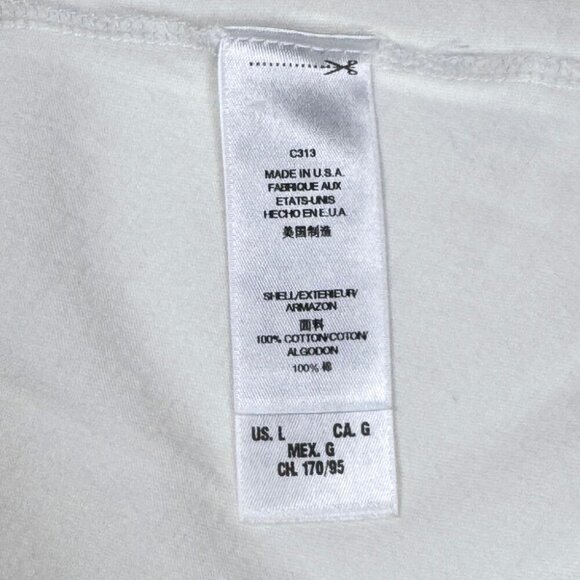 C313
MADE IN U.S.A.
FABRIQUE AUX
ETATS-UNIS
HECHO EN E.U.A.
美国制造
SHELL/EXTERIEUR/
ARMAZON
面料
100% COTTON/COTON/
ALGODON
100% 棉
US. L CA. G
MEX. G
CH. 170/95